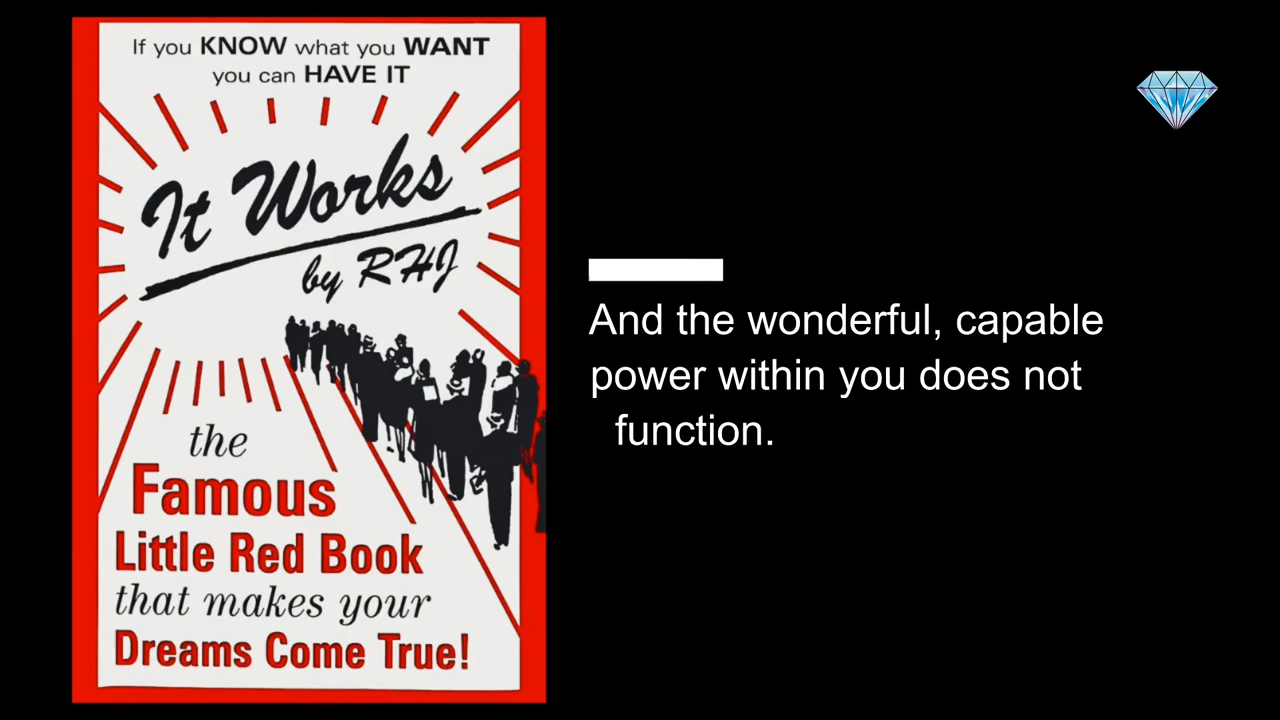 If you KNOW what you WANT
you can HAVE IT
It Works
by RHJ
the
Famous
Little Red Book
that makes your
Dreams Come True!
And the wonderful, capable
power within you does not
function.